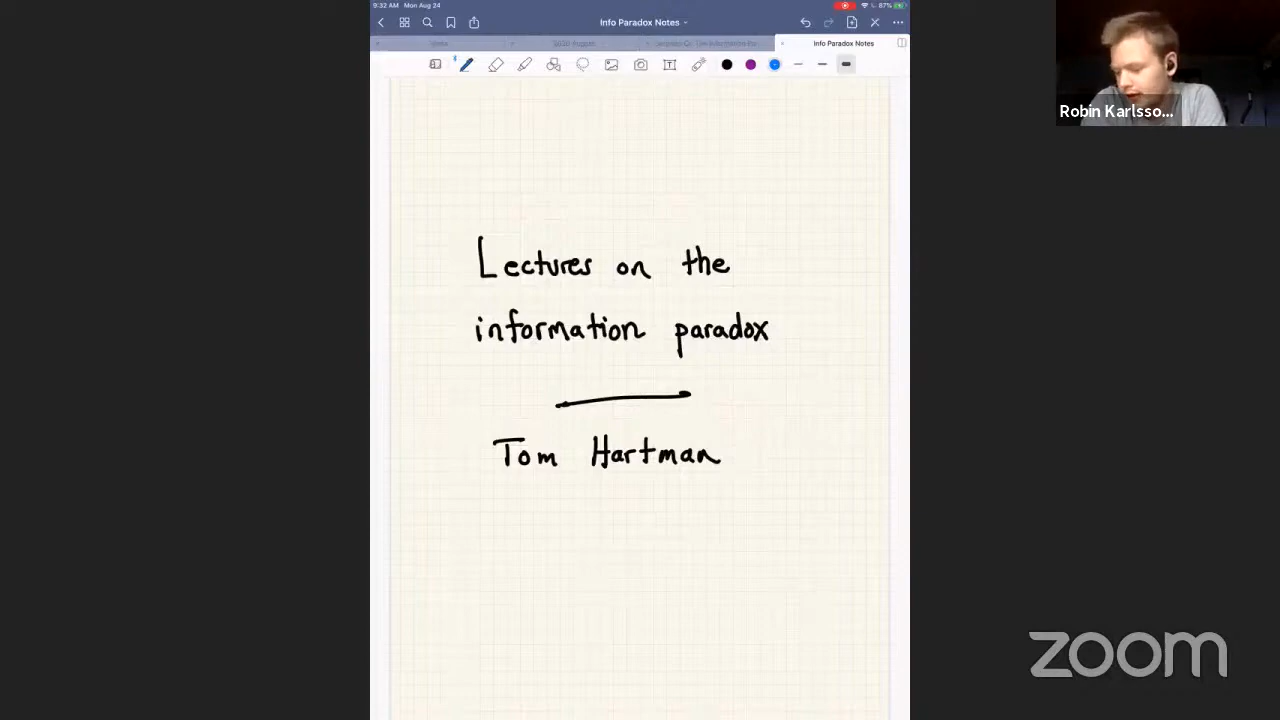 9:32 AM Mon Aug 24
87%
Info Paradox Notes
Info Paradox Notes
Robin Karlsso...
Lectures on the
information paradox
Tom Hartman
zoom